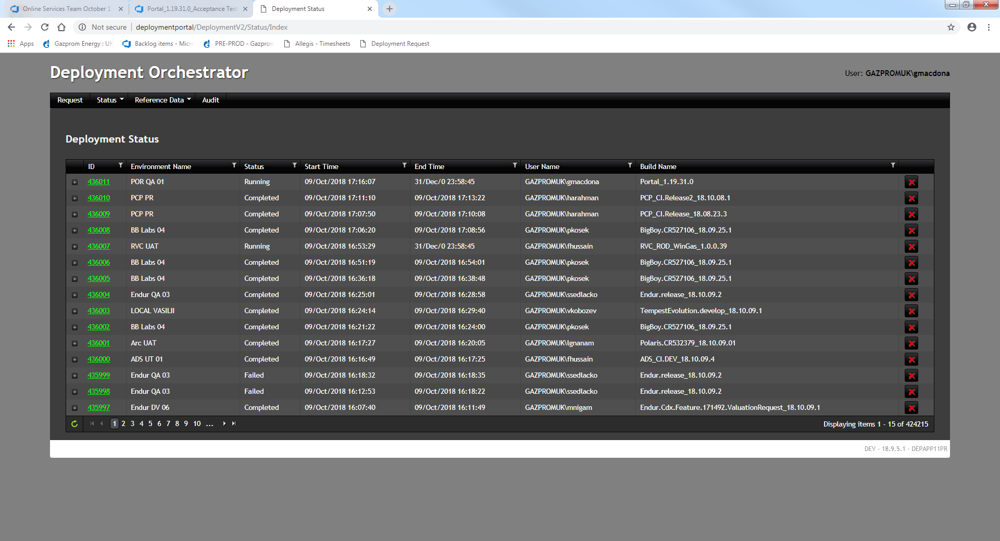 Online Services Team October 1
Portal_1.19.31.0_Acceptance Test
Deployment Status
Not secure
deploymentportal/DeploymentV2/Status/Index
Apps
Gazprom Energy : UK
Backlog items - Micr
PRE-PROD - Gazprom
Allegis - Timesheets
Deployment Request
Deployment Orchestrator
User: GAZPROMUK\gmacdona
Request Status Reference Data Audit
Deployment Status
ID Environment Name Status Start Time End Time User Name Build Name
436011 POR QA 01 Running 09/Oct/2018 17:16:07 31/Dec/0 23:58:45 GAZPROMUK\gmacdona Portal_1.19.31.0
436010 PCP PR Completed 09/Oct/2018 17:11:10 09/Oct/2018 17:13:22 GAZPROMUK\harahman PCP_CI.Release2_18.10.08.1
436009 PCP PR Completed 09/Oct/2018 17:07:50 09/Oct/2018 17:10:08 GAZPROMUK\harahman PCP_CI.Release_18.08.23.3
436008 BB Labs 04 Completed 09/Oct/2018 17:06:20 09/Oct/2018 17:08:56 GAZPROMUK\pkosek BigBoy.CR527106_18.09.25.1
436007 RVC UAT Running 09/Oct/2018 16:53:29 31/Dec/0 23:58:45 GAZPROMUK\fhussain RVC_ROD_WinGas_1.0.0.39
436006 BB Labs 04 Completed 09/Oct/2018 16:51:19 09/Oct/2018 16:54:01 GAZPROMUK\pkosek BigBoy.CR527106_18.09.25.1
436005 BB Labs 04 Completed 09/Oct/2018 16:36:18 09/Oct/2018 16:38:48 GAZPROMUK\pkosek BigBoy.CR527106_18.09.25.1
436004 Endur QA 03 Completed 09/Oct/2018 16:25:01 09/Oct/2018 16:28:58 GAZPROMUK\ssedlacko Endur.release_18.10.09.2
436003 LOCAL VASILII Completed 09/Oct/2018 16:24:14 09/Oct/2018 16:29:40 GAZPROMUK\vkobozev TempestEvolution.develop_18.10.09.1
436002 BB Labs 04 Completed 09/Oct/2018 16:21:22 09/Oct/2018 16:24:00 GAZPROMUK\pkosek BigBoy.CR527106_18.09.25.1
436001 Arc UAT Completed 09/Oct/2018 16:17:27 09/Oct/2018 16:20:05 GAZPROMUK\lgnanam Polaris.CR532379_18.10.09.01
436000 ADS UT 01 Completed 09/Oct/2018 16:16:49 09/Oct/2018 16:17:25 GAZPROMUK\fhussain ADS_CI.DEV_18.10.09.4
435999 Endur QA 03 Failed 09/Oct/2018 16:18:32 09/Oct/2018 16:18:35 GAZPROMUK\ssedlacko Endur.release_18.10.09.2
435998 Endur QA 03 Failed 09/Oct/2018 16:12:53 09/Oct/2018 16:18:22 GAZPROMUK\ssedlacko Endur.release_18.10.09.2
435997 Endur DV 06 Completed 09/Oct/2018 16:07:40 09/Oct/2018 16:11:49 GAZPROMUK\mnigam Endur.Cdx.Feature.171492.ValuationRequest_18.10.09.1
1 2 3 4 5 6 7 8 9 10 ... Displaying items 1 - 15 of 424215
DEV - 18.9.5.1 - DEPAPP11PR